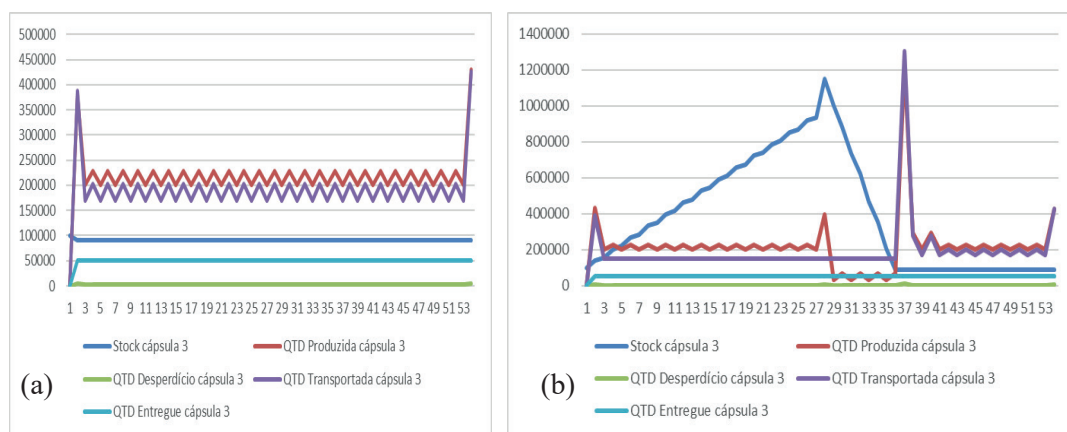 500000
450000
400000
350000
300000
250000
200000
150000
100000
50000
0
1 3 5 7 9 11 13 15 17 19 21 23 25 27 29 31 33 35 37 39 41 43 45 47 49 51 53
Stock cápsula 3 QTD Produzida cápsula 3
QTD Desperdício cápsula 3 QTD Transportada cápsula 3
QTD Entregue cápsula 3
(a)
1400000
1200000
1000000
800000
600000
400000
200000
0
1 3 5 7 9 11 13 15 17 19 21 23 25 27 29 31 33 35 37 39 41 43 45 47 49 51 53
Stock cápsula 3 QTD Produzida cápsula 3
QTD Desperdício cápsula 3 QTD Transportada cápsula 3
QTD Entregue cápsula 3
(b)